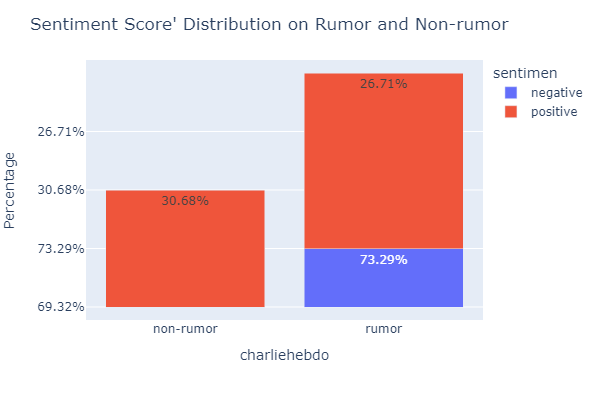 Sentiment Score' Distribution on Rumor and Non-rumor
sentimen
negative
positive
Percentage
26.71%
30.68%
73.29%
69.32%
30.68%
26.71%
73.29%
non-rumor
rumor
charliehebdo